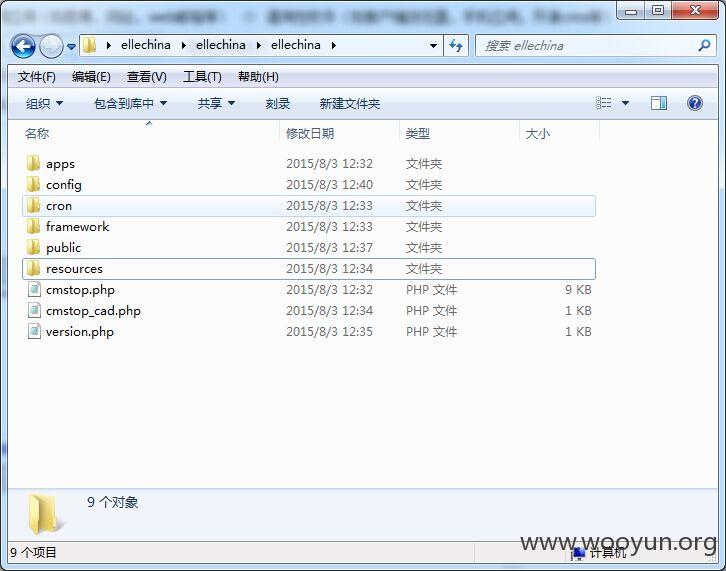 ellechina ellechina ellechina 搜索 ellechina
文件(F) 编辑(E) 查看(V) 工具(T) 帮助(H)
组织 包含到库中 共享 刻录 新建文件夹
名称 修改日期 类型 大小
apps 2015/8/3 12:32 文件夹
config 2015/8/3 12:40 文件夹
cron 2015/8/3 12:33 文件夹
framework 2015/8/3 12:33 文件夹
public 2015/8/3 12:37 文件夹
resources 2015/8/3 12:34 文件夹
cmstop.php 2015/8/3 12:32 PHP 文件 9 KB
cmstop_cad.php 2015/8/3 12:34 PHP 文件 1 KB
version.php 2015/8/3 12:35 PHP 文件 1 KB
9 个对象
www.wooyun.org
9 个项目 计算机